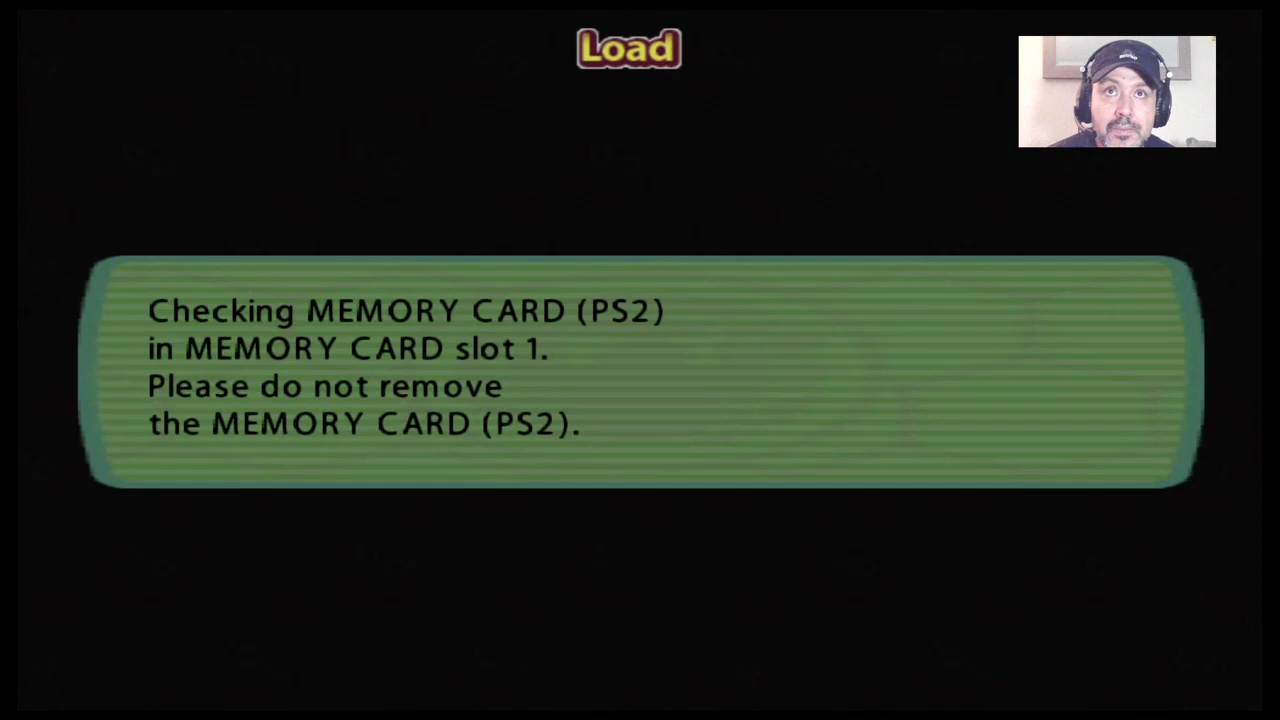 Load
Checking MEMORY CARD (PS2)
in MEMORY CARD slot 1.
Please do not remove
the MEMORY CARD (PS2).